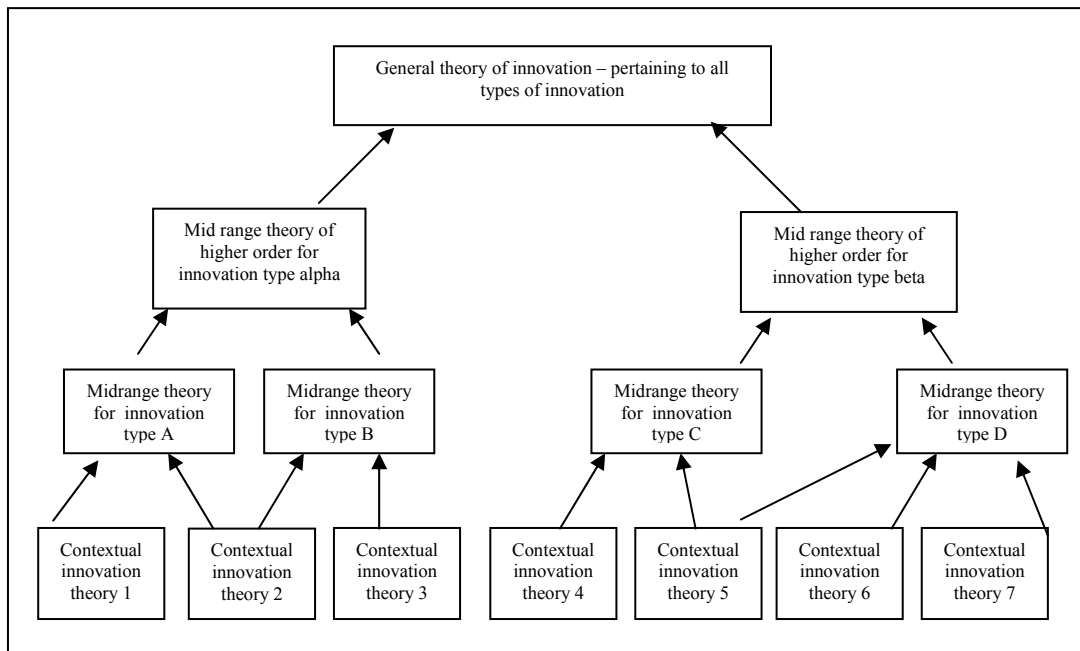 General theory of innovation – pertaining to all
types of innovation
Mid range theory of
higher order for
innovation type alpha
Mid range theory of
higher order for
innovation type beta
Midrange theory
for innovation
type A
Midrange theory
for innovation
type B
Midrange theory
for innovation
type C
Midrange theory
for innovation
type D
Contextual
innovation
theory 1
Contextual
innovation
theory 2
Contextual
innovation
theory 3
Contextual
innovation
theory 4
Contextual
innovation
theory 5
Contextual
innovation
theory 6
Contextual
innovation
theory 7